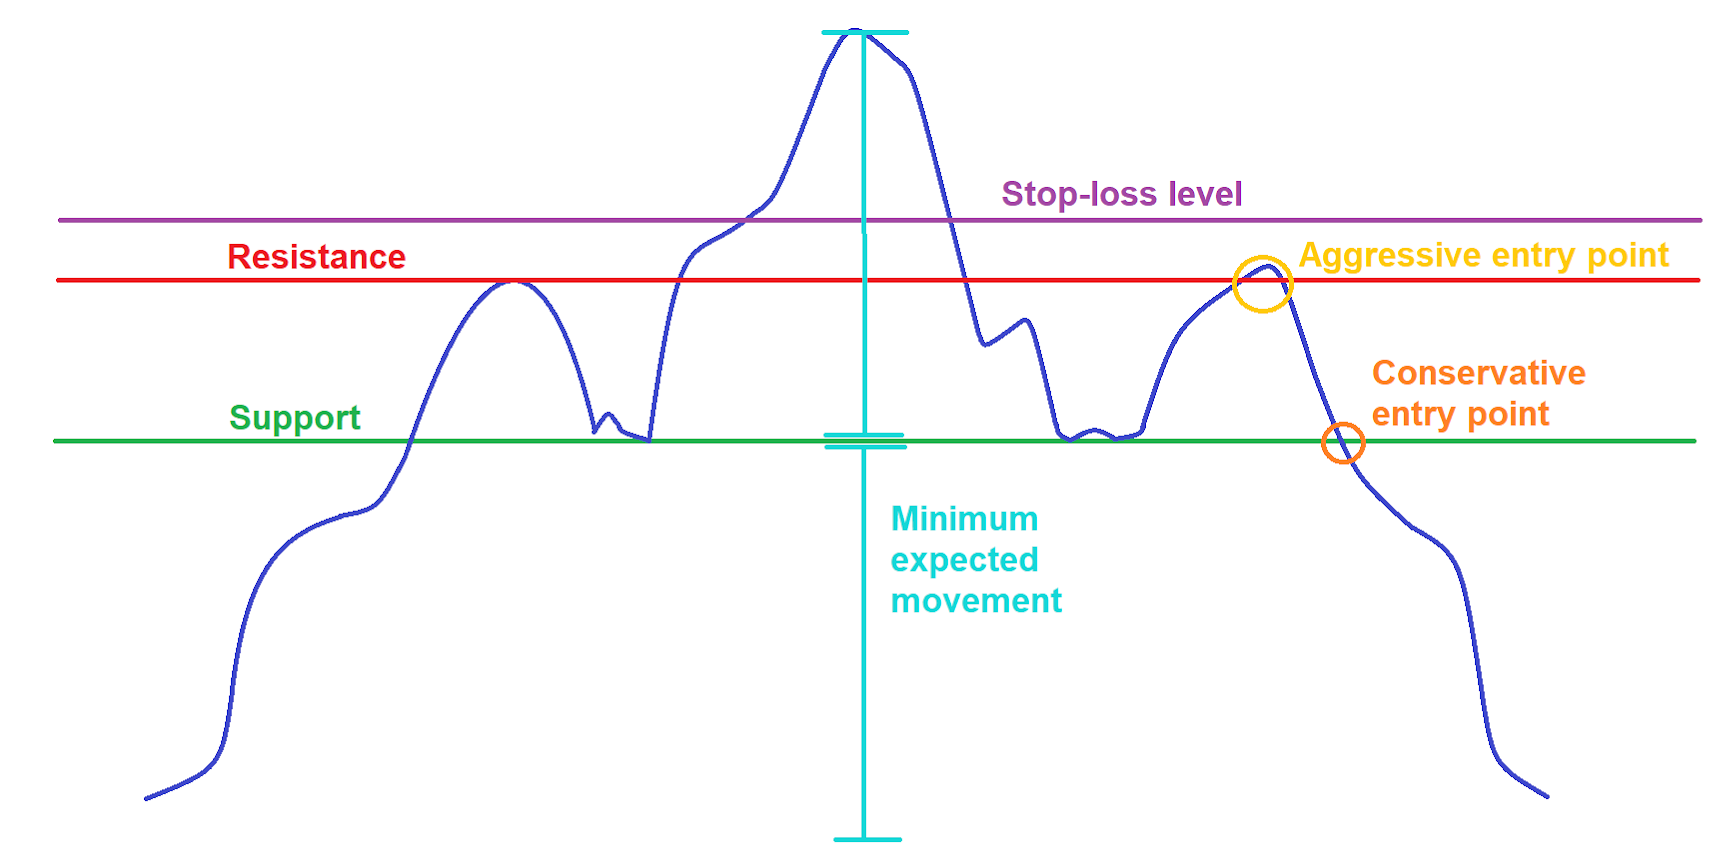 Stop-loss level
Resistance
Aggressive entry point
Conservative
entry point
Support
Minimum
expected
movement